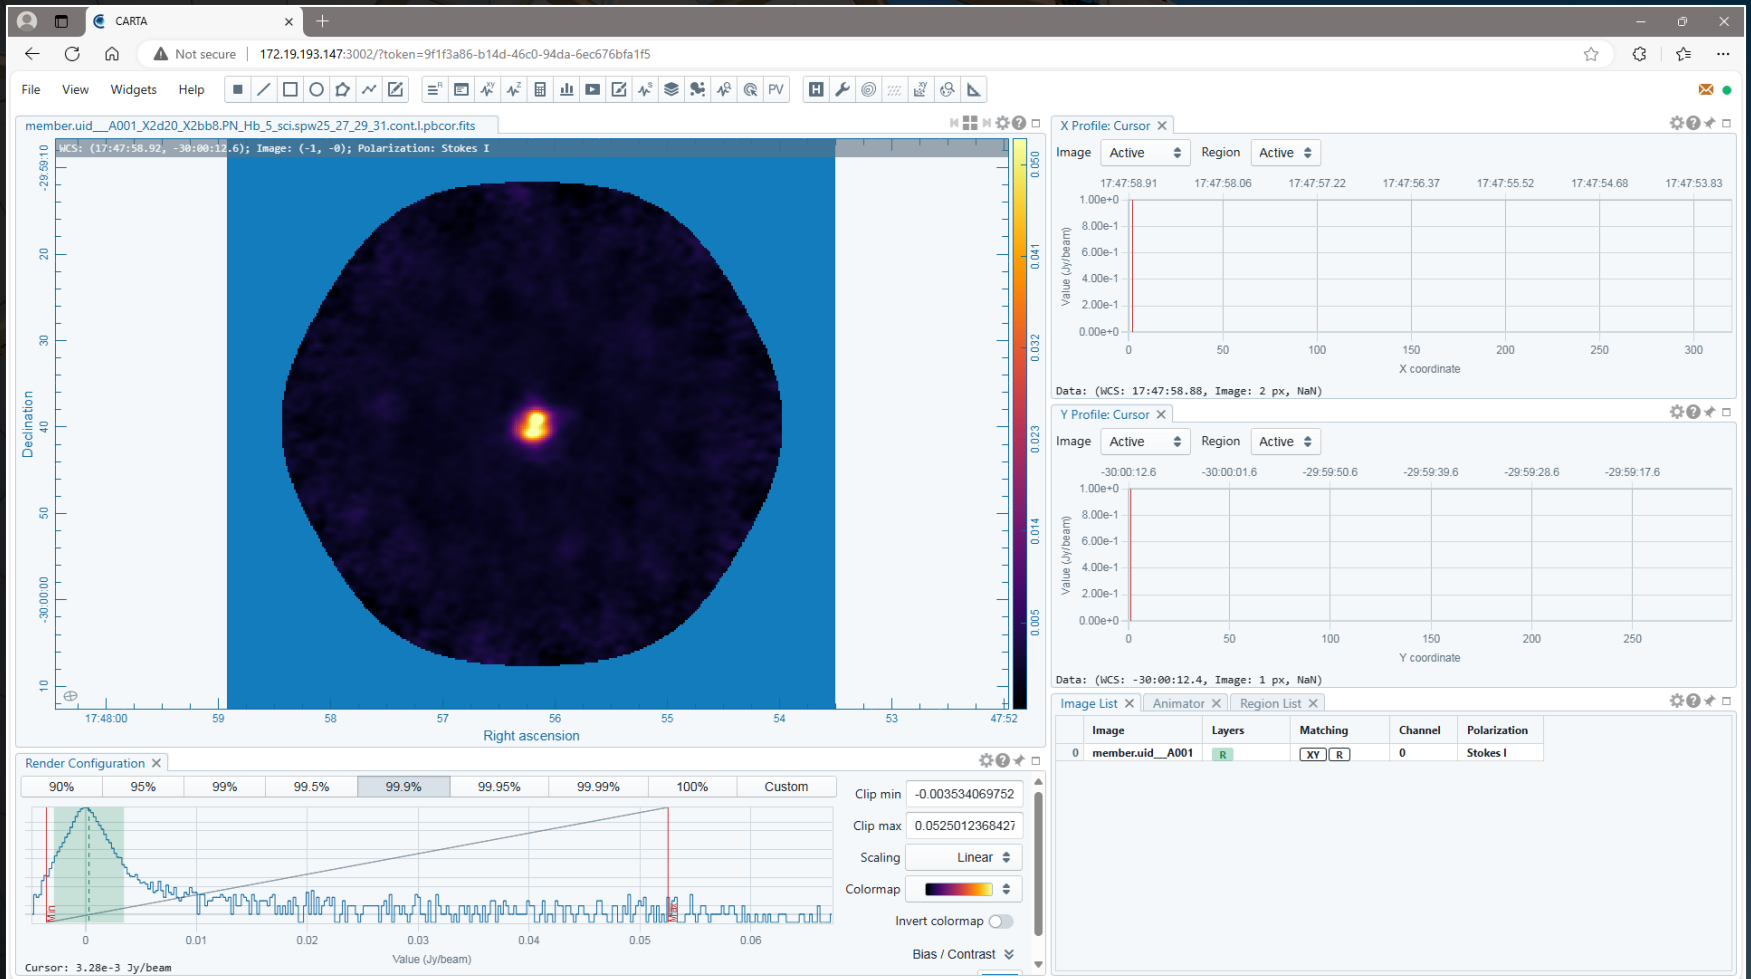 CARTA
Not secure 172.19.193.147:3002/?token=9f1f3a86-b14d-46c0-94da-6ec676bfa1f5
File View Widgets Help
PV
member.uid___A001_X2d20_X2bb8.PN_Hb_5_sci.spw25_27_29_31.cont.I.pbcor.fits
WCS: (17:47:58.92, -30:00:12.6); Image: (-1, -0); Polarization: Stokes I
-29:59:10
20
30
40
50
-30:00:00
10
Declination
17:48:00 59 58 57 56 55 54 53 47:52
Right ascension
0.050
0.041
0.032
0.023
0.014
0.005
X Profile: Cursor
Image Active Region Active
17:47:58.91 17:47:58.06 17:47:57.22 17:47:56.37 17:47:55.52 17:47:54.68 17:47:53.83
1.00e+0
8.00e-1
6.00e-1
4.00e-1
2.00e-1
0.00e+0
Value (Jy/beam)
0 50 100 150 200 250 300
X coordinate
Data: (WCS: 17:47:58.88, Image: 2 px, NaN)
Y Profile: Cursor
Image Active Region Active
-30:00:12.6 -30:00:01.6 -29:59:50.6 -29:59:39.6 -29:59:28.6 -29:59:17.6
1.00e+0
8.00e-1
6.00e-1
4.00e-1
2.00e-1
0.00e+0
Value (Jy/beam)
0 50 100 150 200 250
Y coordinate
Data: (WCS: -30:00:12.4, Image: 1 px, NaN)
Image List Animator Region List
Image Layers Matching Channel Polarization
0 member.uid___A001 R XY R 0 Stokes I
Render Configuration
90% 95% 99% 99.5% 99.9% 99.95% 99.99% 100% Custom
Min
Max
0 0.01 0.02 0.03 0.04 0.05 0.06
Value (Jy/beam)
Cursor: 3.28e-3 Jy/beam
Clip min -0.003534069752
Clip max 0.0525012368427
Scaling Linear
Colormap
Invert colormap
Bias / Contrast